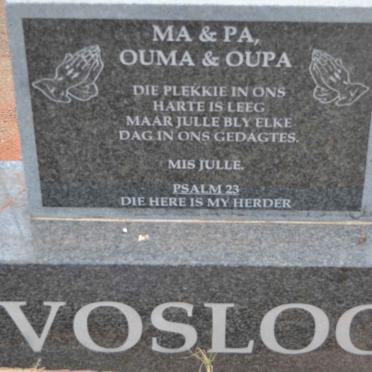 MA & PA,
OUMA & OUPA
DIE PLEKKIE IN ONS
HARTE IS LEEG
MAAR JULLE BLY ELKE
DAG IN ONS GEDAGTES.
MIS JULLE.
PSALM 23
DIE HERE IS MY HERDER
VOSLOO